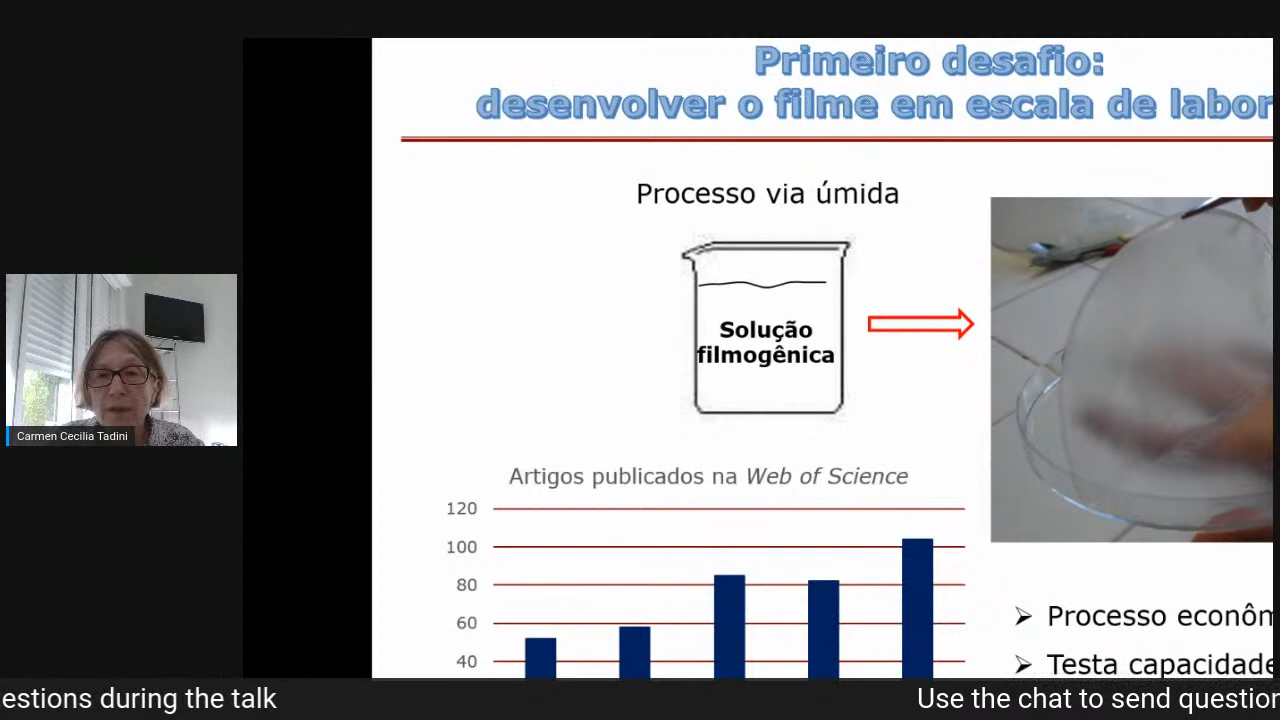 Primeiro desafio:
desenvolver o filme em escala de labor
Processo via úmida
Solução
filmogênica
Carmen Cecilia Tadini
Artigos publicados na Web of Science
120
100
80
60
40
Processo econôm
Testa capacidade
estions during the talk
Use the chat to send question